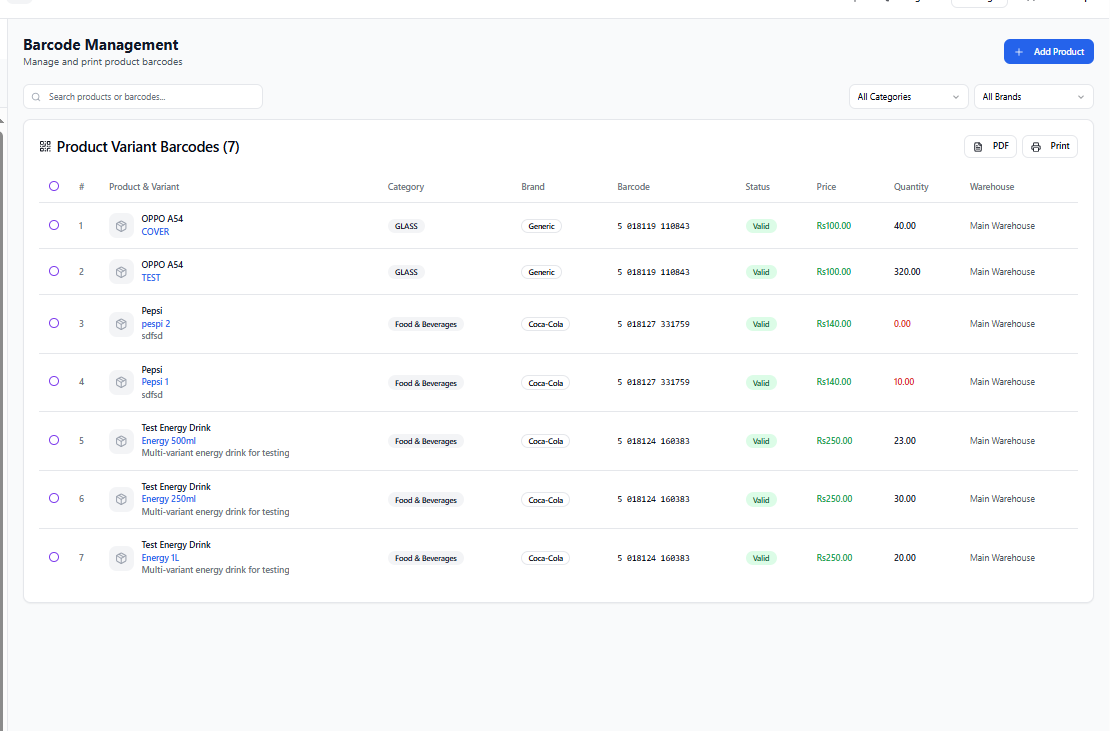 Barcode Management
Manage and print product barcodes
Add Product
Search products or barcodes...
All Categories
All Brands
Product Variant Barcodes (7)
PDF
Print
# Product & Variant Category Brand Barcode Status Price Quantity Warehouse
OPPO A54
1 COVER GLASS Generic 5 018119 110843 Valid Rs100.00 40.00 Main Warehouse
OPPO A54
2 TEST GLASS Generic 5 018119 110843 Valid Rs100.00 320.00 Main Warehouse
Pepsi
3 pespi 2 Food & Beverages Coca-Cola 5 018127 331759 Valid Rs140.00 0.00 Main Warehouse
sdfsd
Pepsi
4 Pepsi 1 Food & Beverages Coca-Cola 5 018127 331759 Valid Rs140.00 10.00 Main Warehouse
sdfsd
Test Energy Drink
5 Energy 500ml Food & Beverages Coca-Cola 5 018124 160383 Valid Rs250.00 23.00 Main Warehouse
Multi-variant energy drink for testing
Test Energy Drink
6 Energy 250ml Food & Beverages Coca-Cola 5 018124 160383 Valid Rs250.00 30.00 Main Warehouse
Multi-variant energy drink for testing
Test Energy Drink
7 Energy 1L Food & Beverages Coca-Cola 5 018124 160383 Valid Rs250.00 20.00 Main Warehouse
Multi-variant energy drink for testing